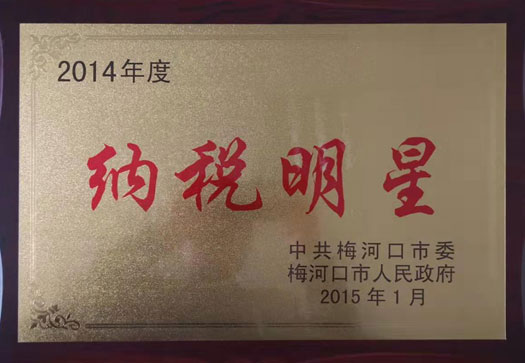 2014年度
纳税明星
中共梅河口市委
梅河口市人民政府
2015年1月